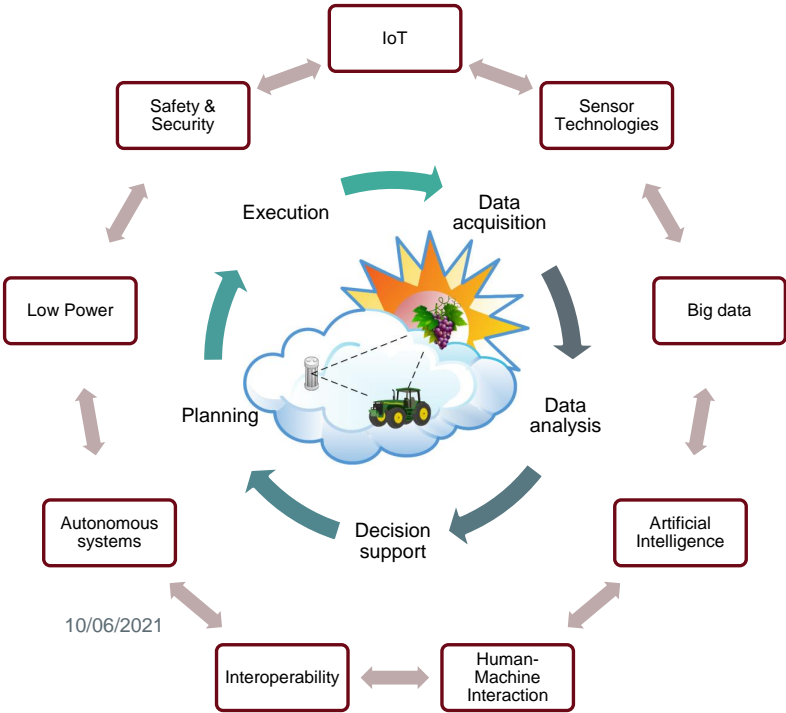 IoT
Safety &
Security
Sensor
Technologies
Execution
Data
acquisition
Low Power
Big data
Planning
Data
analysis
Autonomous
systems
Decision
support
Artificial
Intelligence
10/06/2021
Interoperability
Human-
Machine
Interaction